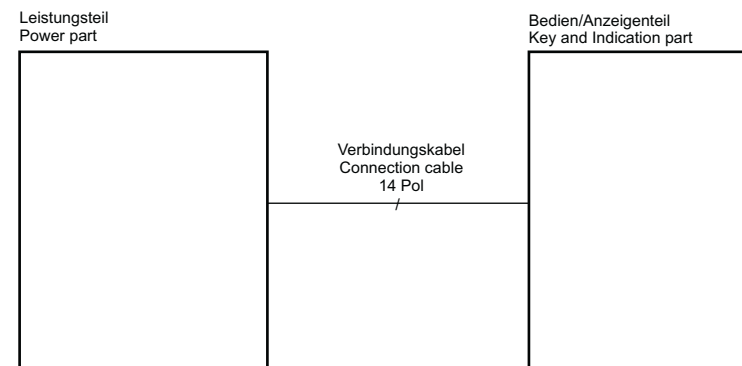 Leistungsteil
Power part
Bedien/Anzeigenteil
Key and Indication part
Verbindungskabel
Connection cable
14 Pol